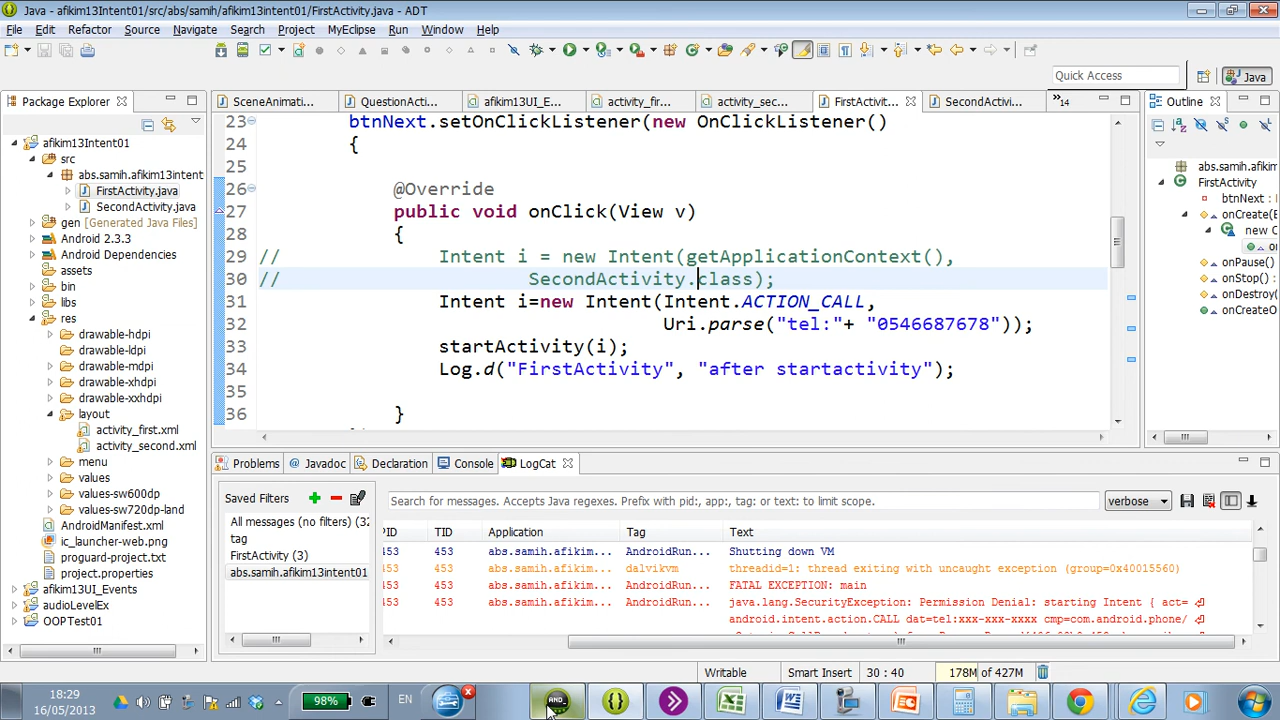 Java - afikim13Intent01/src/abs/samih/afikim13intent01/FirstActivity.java - ADT
File Edit Refactor Source Navigate Search Project MyEclipse Run Window Help
Quick Access
Java
Package Explorer
SceneAnimati...
QuestionActi...
afikim13UI_E...
activity_fir...
activity_sec...
FirstActivit...
SecondActivi...
14
Outline
afikim13Intent01
src
abs.samih.afikim13intent
FirstActivity.java
SecondActivity.java
gen [Generated Java Files]
Android 2.3.3
Android Dependencies
assets
bin
libs
res
drawable-hdpi
drawable-ldpi
drawable-mdpi
drawable-xhdpi
drawable-xxhdpi
layout
activity_first.xml
activity_second.xml
menu
values
values-sw600dp
values-sw720dp-land
AndroidManifest.xml
ic_launcher-web.png
proguard-project.txt
project.properties
afikim13UI_Events
audioLevelEx
OOPTest01
23 btnNext.setOnClickListener(new OnClickListener()
24 {
25
26 @Override
27 public void onClick(View v)
28 {
29 // Intent i = new Intent(getApplicationContext(),
30 // SecondActivity.class);
31 Intent i=new Intent(Intent.ACTION_CALL,
32 Uri.parse("tel:"+ "0546687678"));
33 startActivity(i);
34 Log.d("FirstActivity", "after startactivity");
35
36 }
abs.samih.afikim13
FirstActivity
btnNext : 
onCreate(
new C
onPause()
onStop() :
onDestroy(
onCreateO
Problems Javadoc Declaration Console LogCat
Saved Filters
All messages (no filters) (32
tag
FirstActivity (3)
abs.samih.afikim13intent01
Search for messages. Accepts Java regexes. Prefix with pid:, app:, tag: or text: to limit scope.
verbose
PID TID Application Tag Text
453 453 abs.samih.afikim... AndroidRun... Shutting down VM
453 453 abs.samih.afikim... dalvikvm threadid=1: thread exiting with uncaught exception (group=0x40015560)
453 453 abs.samih.afikim... AndroidRun... FATAL EXCEPTION: main
453 453 abs.samih.afikim... AndroidRun... java.lang.SecurityException: Permission Denial: starting Intent { act=
android.intent.action.CALL dat=tel:xxx-xxx-xxxx cmp=com.android.phone/
Writable Smart Insert 30 : 40 178M of 427M
18:29
16/05/2013
98%
EN